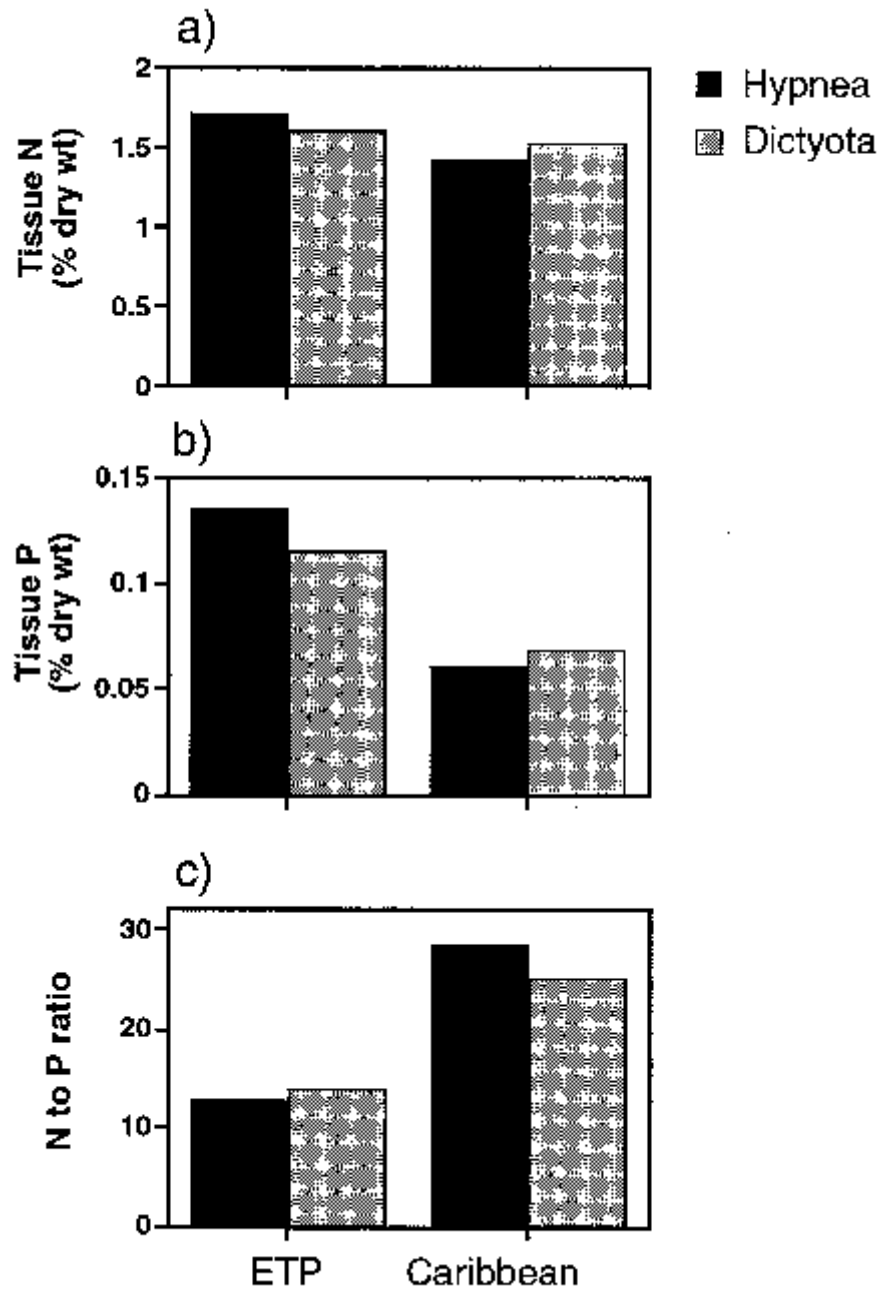 a)
Hypnea
Dictyota
Tissue N
(% dry wt)
2
1.5
1
0.5
0
b)
Tissue P
(% dry wt)
0.15
0.1
0.05
0
c)
N to P ratio
30
20
10
0
ETP Caribbean